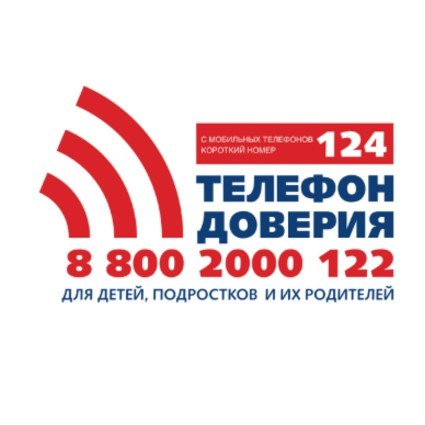 С МОБИЛЬНЫХ ТЕЛЕФОНОВ
КОРОТКИЙ НОМЕР 124
ТЕЛЕФОН
ДОВЕРИЯ
8 800 2000 122
ДЛЯ ДЕТЕЙ, ПОДРОСТКОВ И ИХ РОДИТЕЛЕЙ